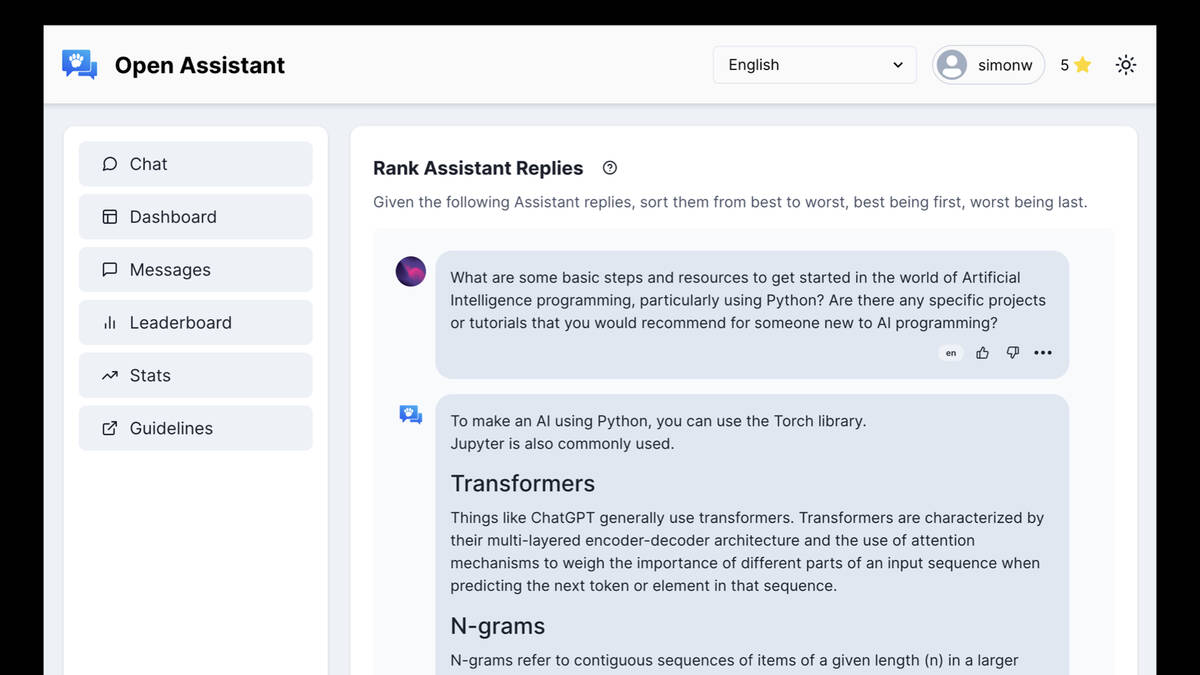 Open Assistant
English
simonw
5
Chat
Dashboard
Messages
Leaderboard
Stats
Guidelines
Rank Assistant Replies
Given the following Assistant replies, sort them from best to worst, best being first, worst being last.
What are some basic steps and resources to get started in the world of Artificial
Intelligence programming, particularly using Python? Are there any specific projects
or tutorials that you would recommend for someone new to AI programming?
en
To make an AI using Python, you can use the Torch library.
Jupyter is also commonly used.
Transformers
Things like ChatGPT generally use transformers. Transformers are characterized by
their multi-layered encoder-decoder architecture and the use of attention
mechanisms to weigh the importance of different parts of an input sequence when
predicting the next token or element in that sequence.
N-grams
N-grams refer to contiguous sequences of items of a given length (n) in a larger